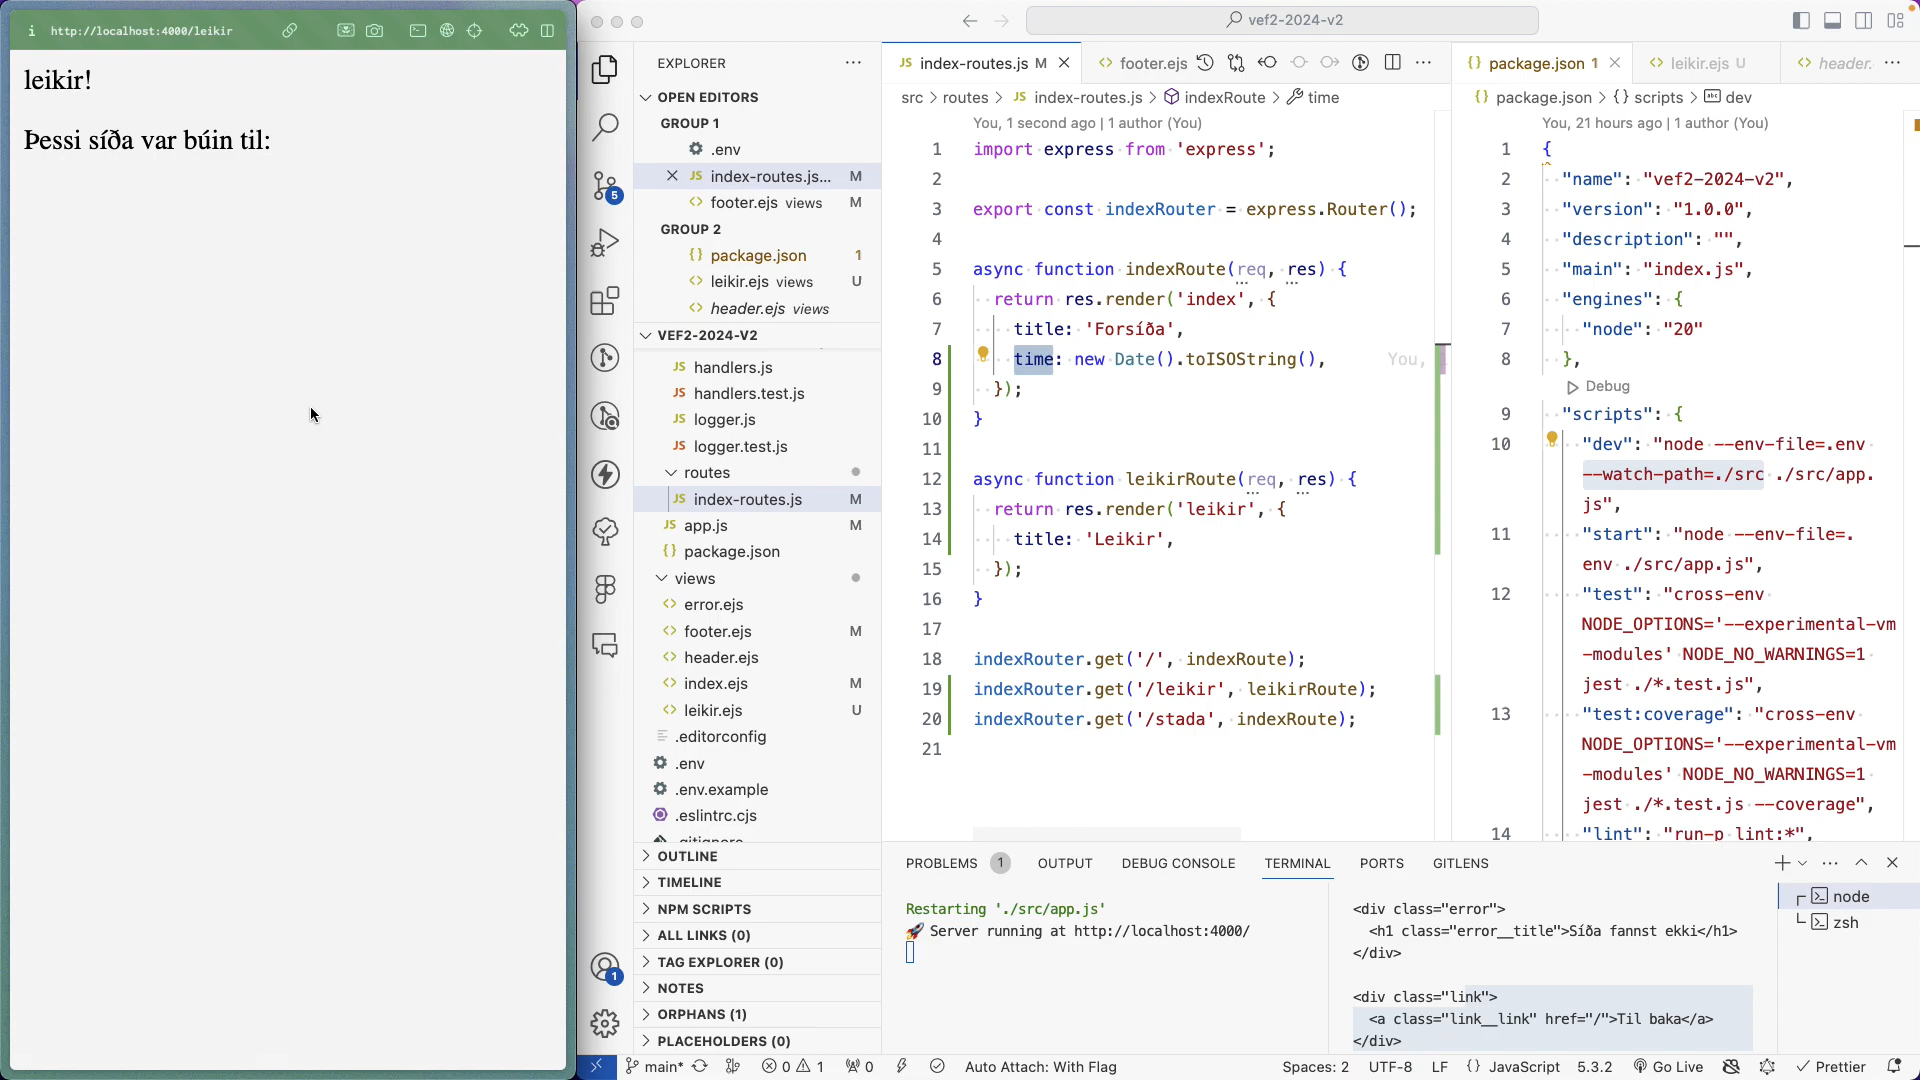 http://localhost:4000/leikir
leikir!
Þessi síða var búin til:
vef2-2024-v2
EXPLORER
OPEN EDITORS
GROUP 1
.env
index-routes.js... M
footer.ejs views M
GROUP 2
package.json 1
leikir.ejs views U
header.ejs views
VEF2-2024-V2
handlers.js
handlers.test.js
logger.js
logger.test.js
routes
index-routes.js M
app.js M
package.json
views
error.ejs
footer.ejs M
header.ejs
index.ejs M
leikir.ejs U
.editorconfig
.env
.env.example
.eslintrc.cjs
.gitignore
OUTLINE
TIMELINE
NPM SCRIPTS
ALL LINKS (0)
TAG EXPLORER (0)
NOTES
ORPHANS (1)
PLACEHOLDERS (0)
5
1
index-routes.js M
footer.ejs
src > routes > JS index-routes.js > indexRoute > time
You, 1 second ago | 1 author (You)
1 import express from 'express';
2
3 export const indexRouter = express.Router();
4
5 async function indexRoute(req, res) {
6 return res.render('index', {
7 title: 'Forsíða',
8 time: new Date().toISOString(), You,
9 });
10 }
11
12 async function leikirRoute(req, res) {
13 return res.render('leikir', {
14 title: 'Leikir',
15 });
16 }
17
18 indexRouter.get('/', indexRoute);
19 indexRouter.get('/leikir', leikirRoute);
20 indexRouter.get('/stada', indexRoute);
21
package.json 1
leikir.ejs U
header.
{} package.json > {} scripts > dev
You, 21 hours ago | 1 author (You)
1 {
2 "name": "vef2-2024-v2",
3 "version": "1.0.0",
4 "description": "",
5 "main": "index.js",
6 "engines": {
7 "node": "20"
8 },
Debug
9 "scripts": {
10 "dev": "node --env-file=.env
--watch-path=./src ./src/app.
js",
11 "start": "node --env-file=.
env ./src/app.js",
12 "test": "cross-env
NODE_OPTIONS='--experimental-vm
-modules' NODE_NO_WARNINGS=1
jest ./*.test.js",
13 "test:coverage": "cross-env
NODE_OPTIONS='--experimental-vm
-modules' NODE_NO_WARNINGS=1
jest ./*.test.js --coverage",
14 "lint": "run-p lint:*",
PROBLEMS 1 OUTPUT DEBUG CONSOLE TERMINAL PORTS GITLENS
Restarting './src/app.js'
🚀 Server running at http://localhost:4000/
<div class="error">
<h1 class="error__title">Síða fannst ekki</h1>
</div>
<div class="link">
<a class="link__link" href="/">Til baka</a>
</div>
node
zsh
main* 0 1 0 Auto Attach: With Flag Spaces: 2 UTF-8 LF {} JavaScript 5.3.2 Go Live Prettier